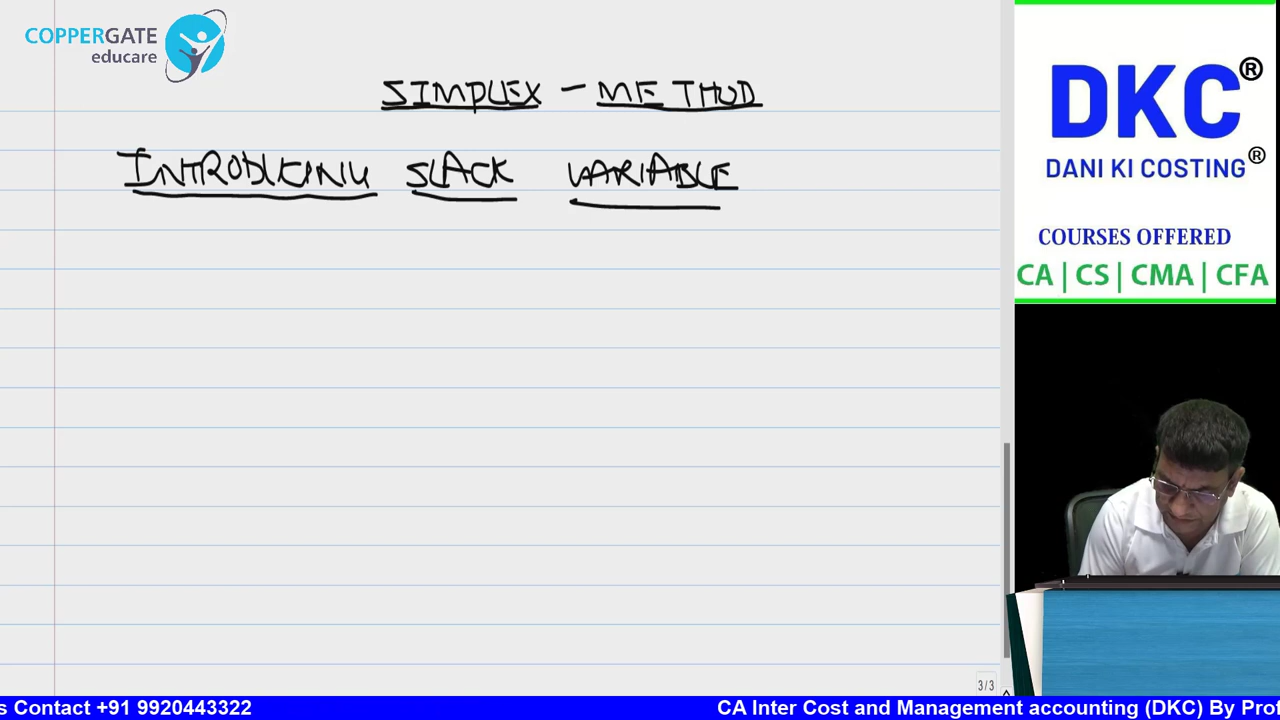 COPPERGATE
educare
SIMPLEX - METHOD
INTRODUCING SLACK VARIABLE
DKC®
DANI KI COSTING®
COURSES OFFERED
CA | CS | CMA | CFA
3/3
s Contact +91 9920443322 CA Inter Cost and Management accounting (DKC) By Prof